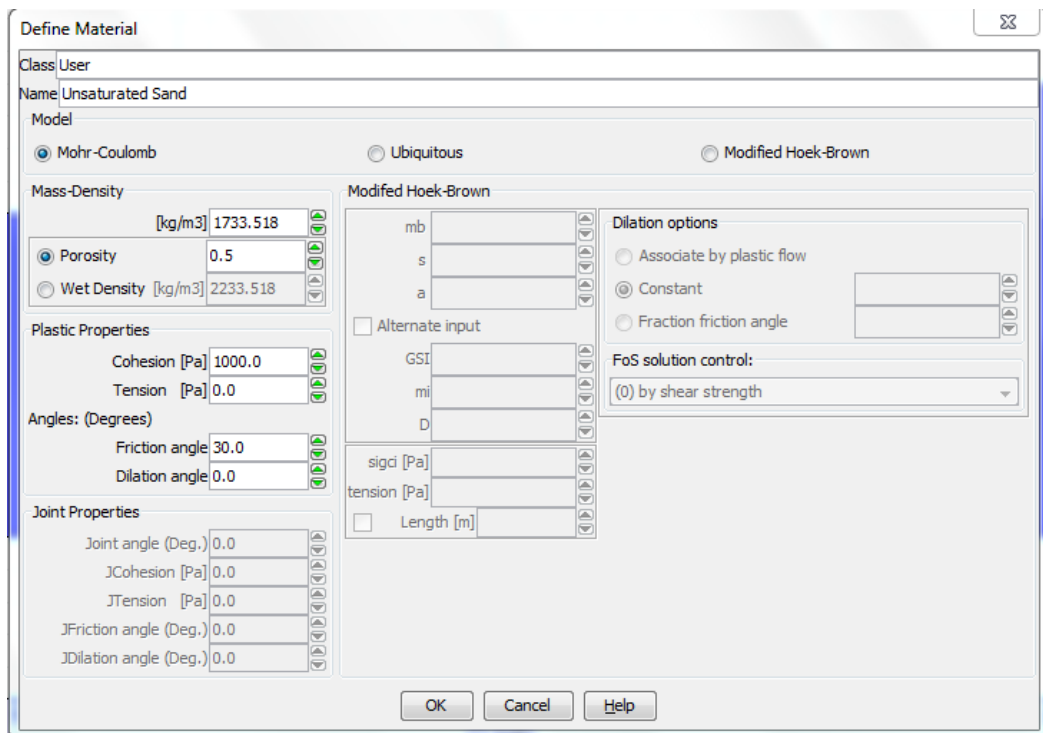 Define Material
Class User
Name Unsaturated Sand
Model
Mohr-Coulomb Ubiquitous Modified Hoek-Brown
Mass-Density
[kg/m3] 1733.518
Porosity 0.5
Wet Density [kg/m3] 2233.518
Plastic Properties
Cohesion [Pa] 1000.0
Tension [Pa] 0.0
Angles: (Degrees)
Friction angle 30.0
Dilation angle 0.0
Joint Properties
Joint angle (Deg.) 0.0
JCohesion [Pa] 0.0
JTension [Pa] 0.0
JFriction angle (Deg.) 0.0
JDilation angle (Deg.) 0.0
Modifed Hoek-Brown
mb
s
a
Alternate input
GSI
mi
D
sigci [Pa]
tension [Pa]
Length [m]
Dilation options
Associate by plastic flow
Constant
Fraction friction angle
FoS solution control:
(0) by shear strength
OK Cancel Help